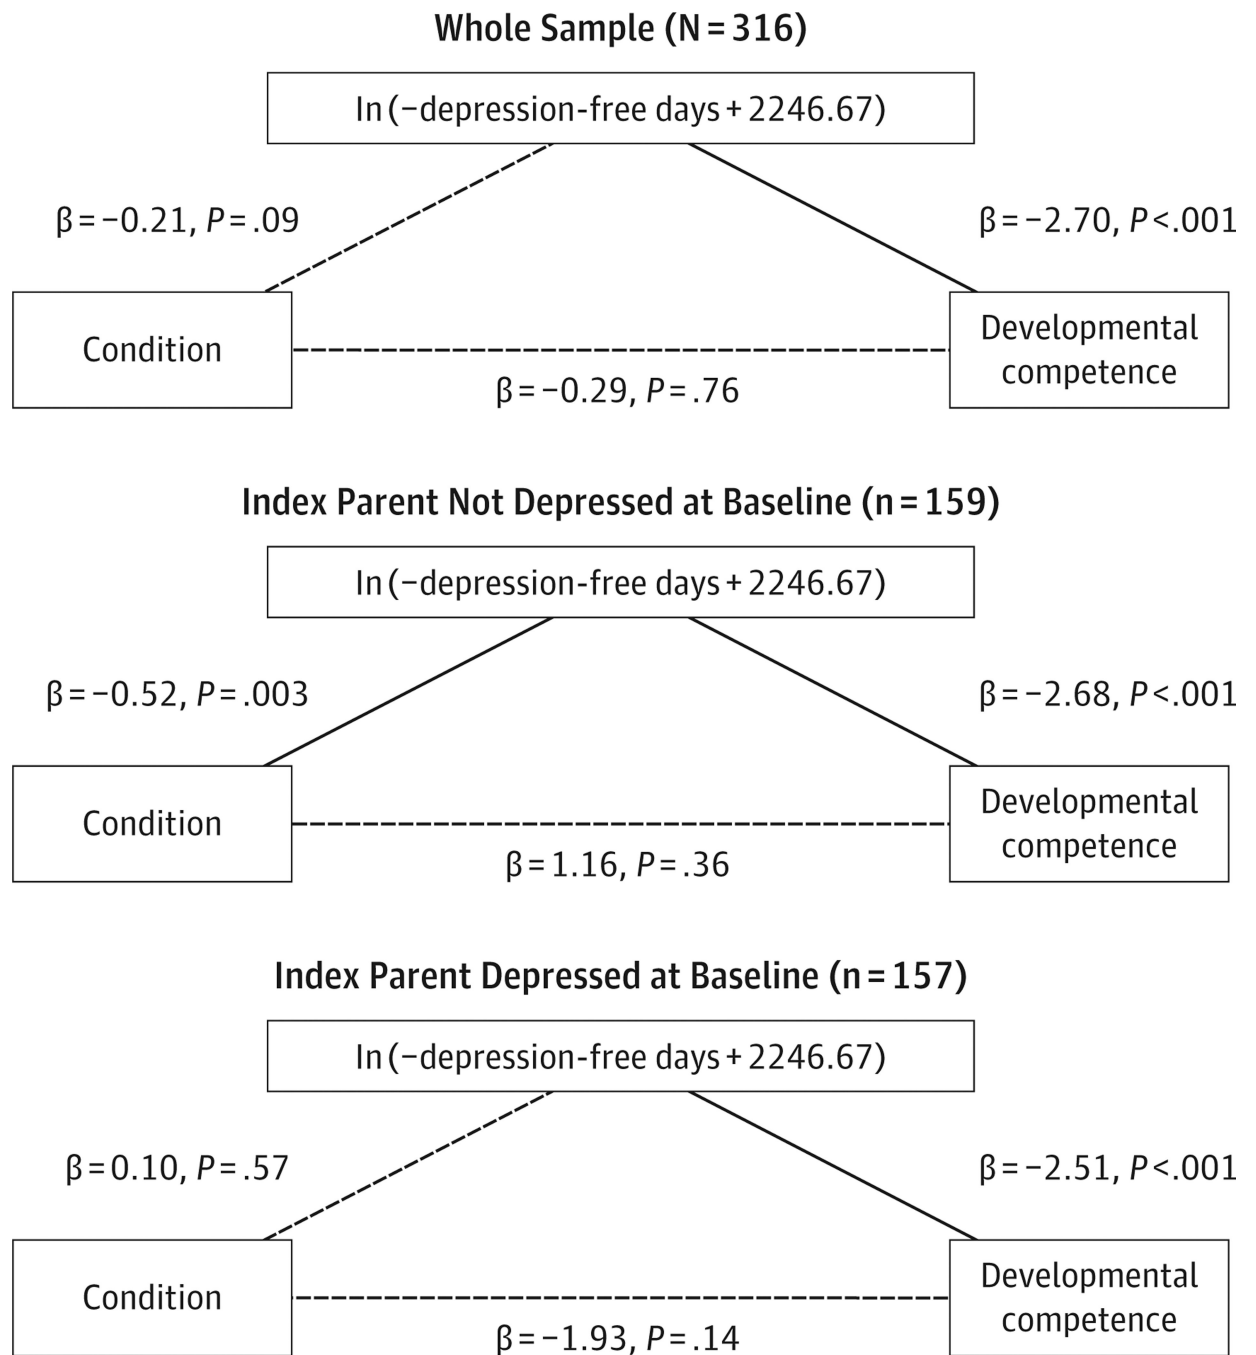 Whole Sample (N = 316)
In (−depression-free days + 2246.67)
β = −0.21, P = .09
β = −2.70, P < .001
Condition
Developmental
competence
β = −0.29, P = .76
Index Parent Not Depressed at Baseline (n = 159)
In (−depression-free days + 2246.67)
β = −0.52, P = .003
β = −2.68, P < .001
Condition
Developmental
competence
β = 1.16, P = .36
Index Parent Depressed at Baseline (n = 157)
In (−depression-free days + 2246.67)
β = 0.10, P = .57
β = −2.51, P < .001
Condition
Developmental
competence
β = −1.93, P = .14